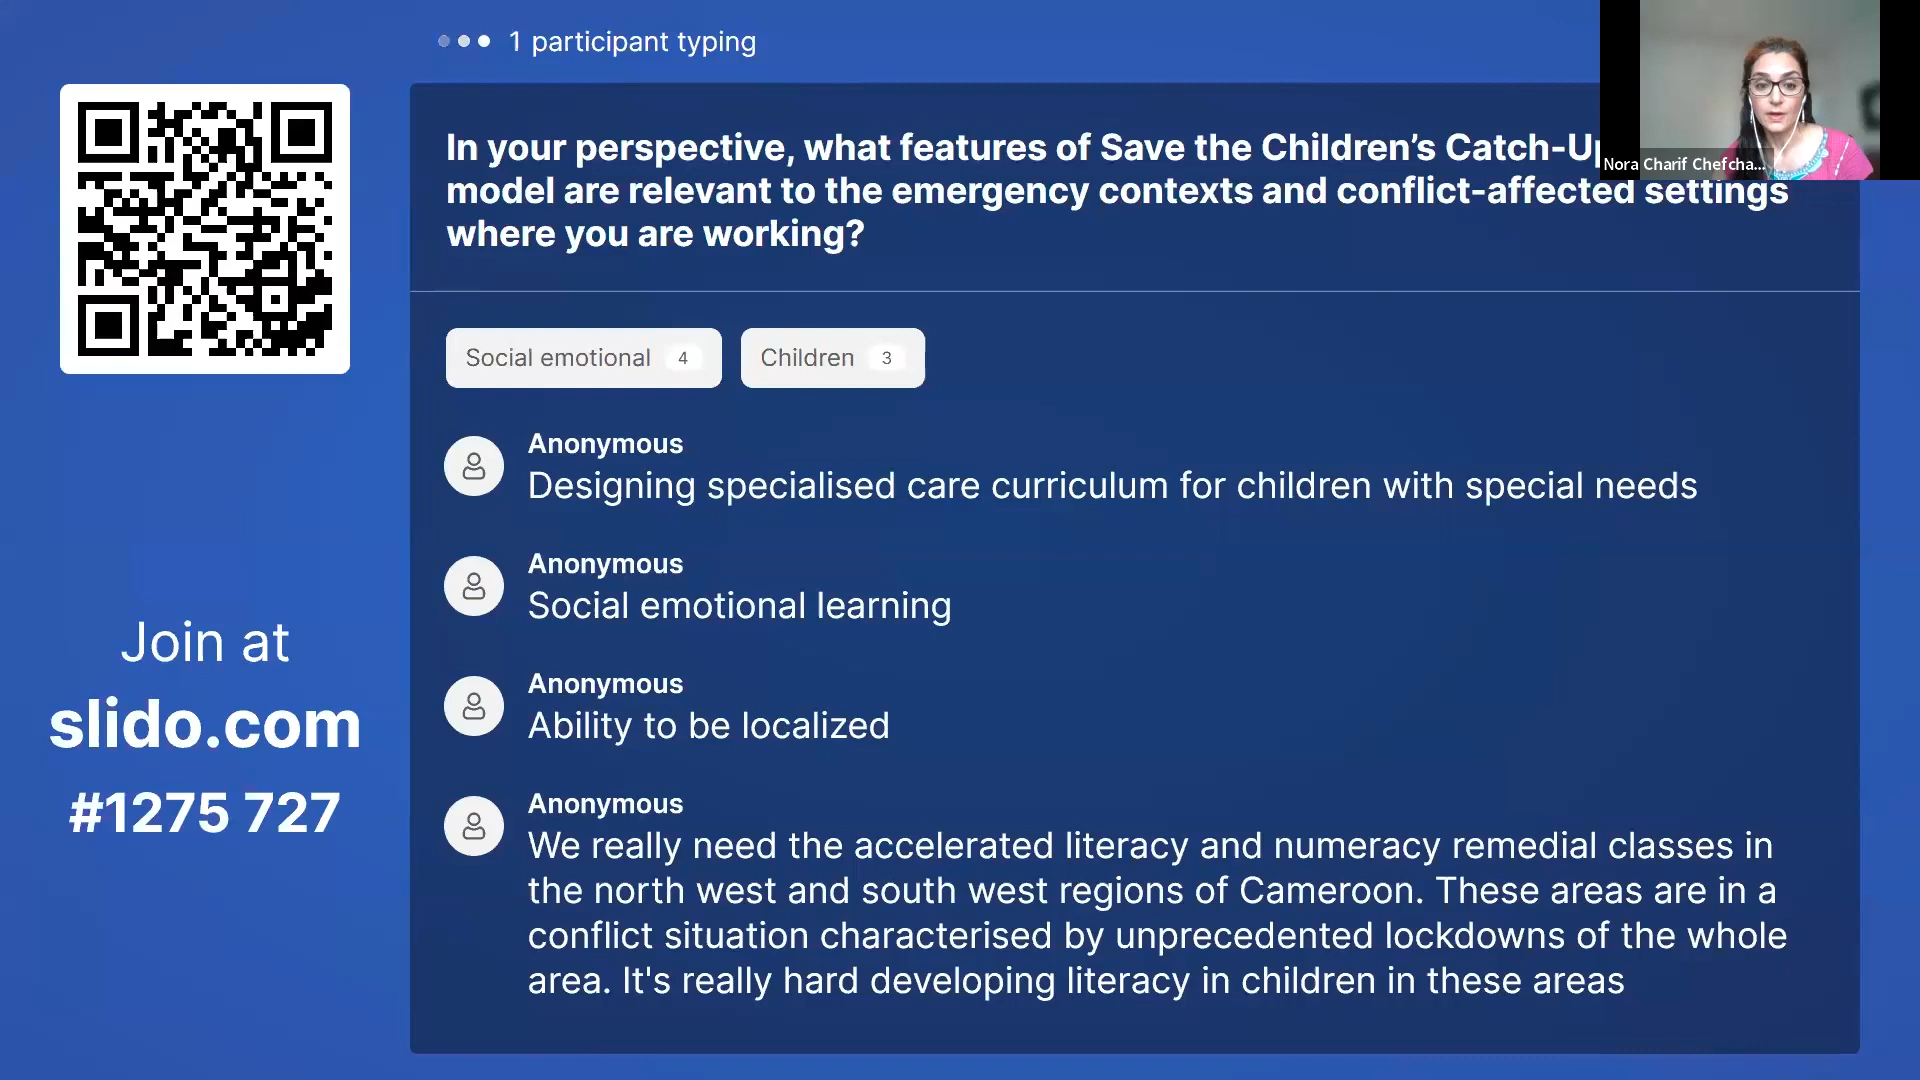 1 participant typing
In your perspective, what features of Save the Children’s Catch-Up
model are relevant to the emergency contexts and conflict-affected settings
where you are working?
Nora Charif Chefcha...
Social emotional 4
Children 3
Anonymous
Designing specialised care curriculum for children with special needs
Anonymous
Social emotional learning
Anonymous
Ability to be localized
Anonymous
We really need the accelerated literacy and numeracy remedial classes in
the north west and south west regions of Cameroon. These areas are in a
conflict situation characterised by unprecedented lockdowns of the whole
area. It's really hard developing literacy in children in these areas
Join at
slido.com
#1275 727